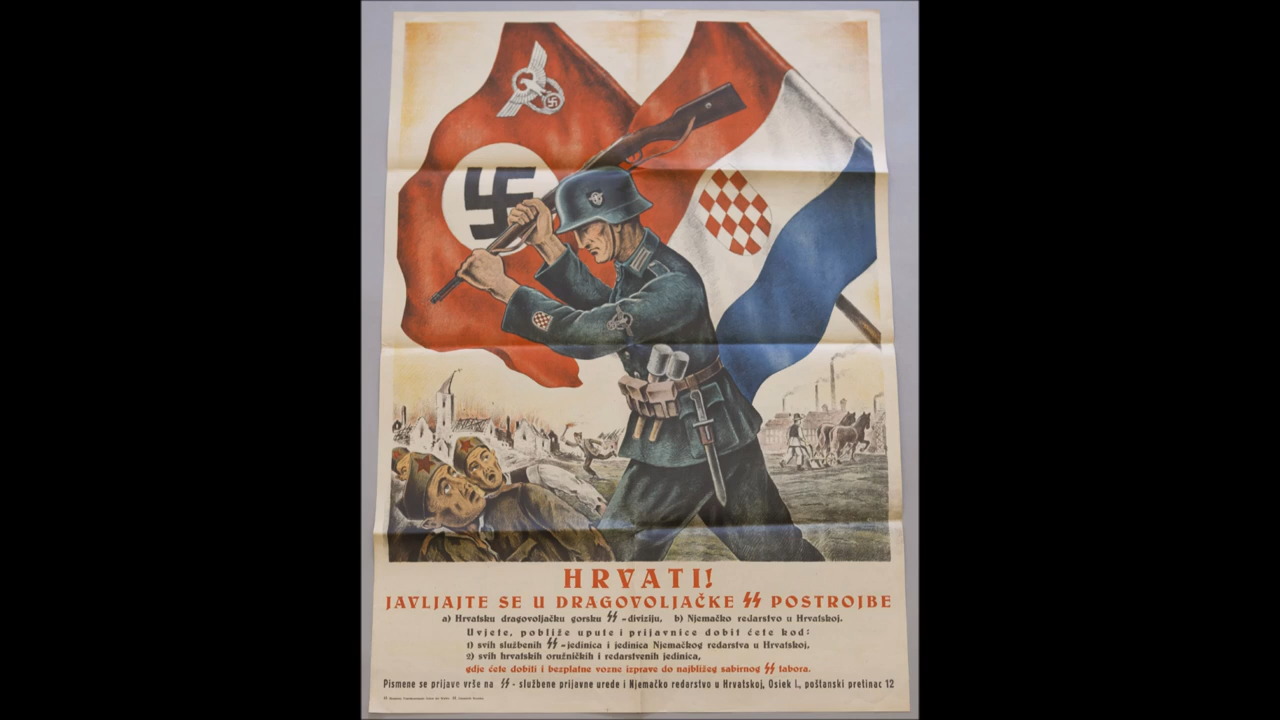 HRVATI!
JAVLJAJTE SE U DRAGOVOLJAČKE SS POSTROJBE
a) Hrvatsku dragovoljačku gorsku SS-diviziju, b) Njemačko redarstvo u Hrvatskoj.
Uvjete, pobliže upute i prijavnice dobit ćete kod:
1) svih službenih SS-jedinica i jedinica Njemačkog redarstva u Hrvatskoj,
2) svih hrvatskih oružničkih i redarstvenih jedinica,
gdje ćete dobiti i bezplatne vozne izprave do najbližeg sabirnog SS tabora.
Pismene se prijave vrše na SS - službene prijavne urede i Njemačko redarstvo u Hrvatskoj, Osiek I., poštanski pretinac 12